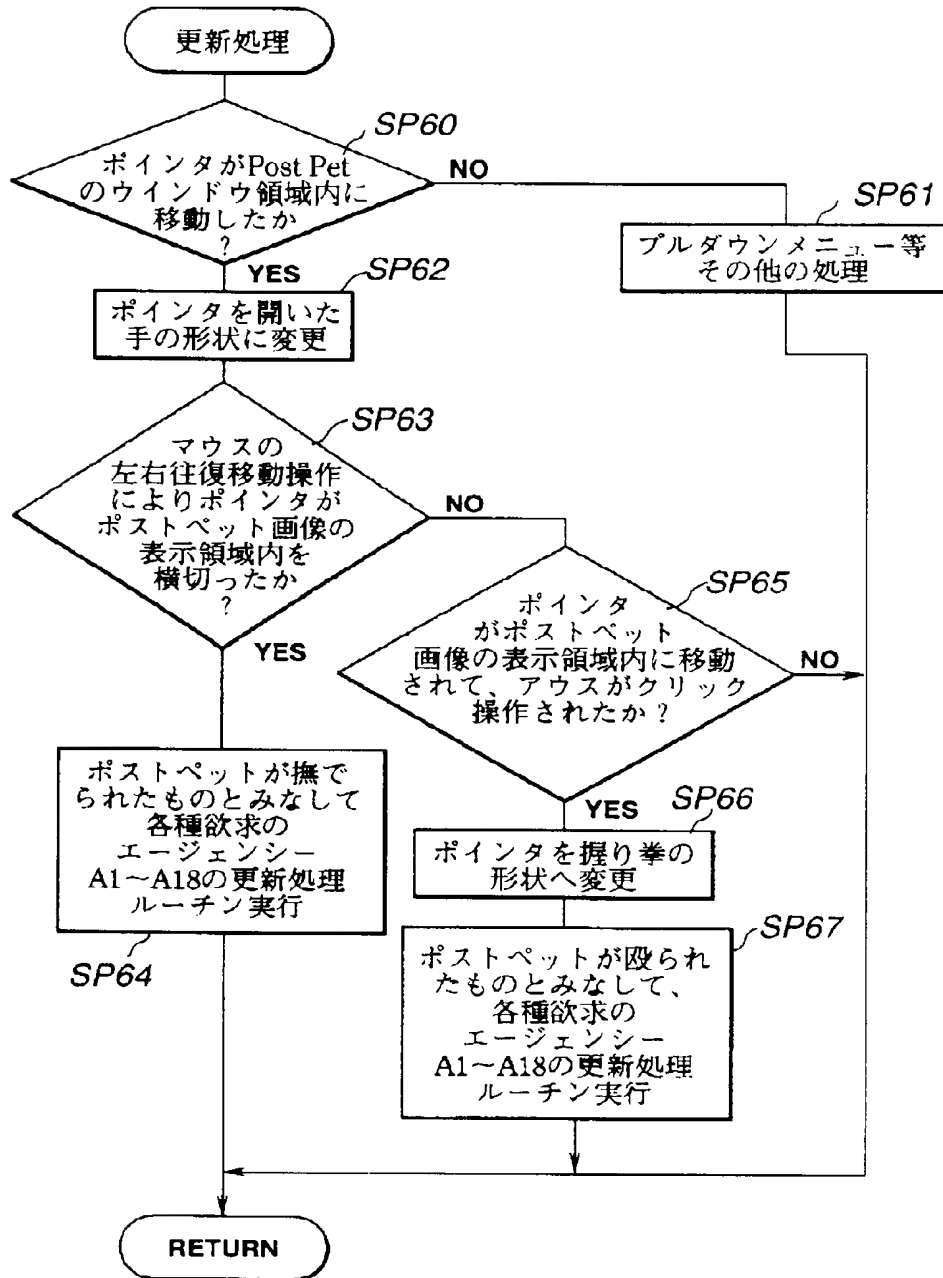 更新処理
SP60
ポインタがPost Pet
のウインドウ領域内に
移動したか
?
NO
YES
SP61
プルダウンメニュー等
その他の処理
SP62
ポインタを開いた
手の形状に変更
SP63
マウスの
左右往復移動操作
によりポインタが
ポストペット画像の
表示領域内を
横切ったか
?
NO
YES
SP65
ポインタ
がポストペット
画像の表示領域内に移動
されて、アウスがクリック
操作されたか?
NO
YES
ポストペットが撫で
られたものとみなして
各種欲求の
エージェンシー
A1~A18の更新処理
ルーチン実行
SP64
SP66
ポインタを握り拳の
形状へ変更
SP67
ポストペットが殴られ
たものとみなして、
各種欲求の
エージェンシー
A1~A18の更新処理
ルーチン実行
RETURN